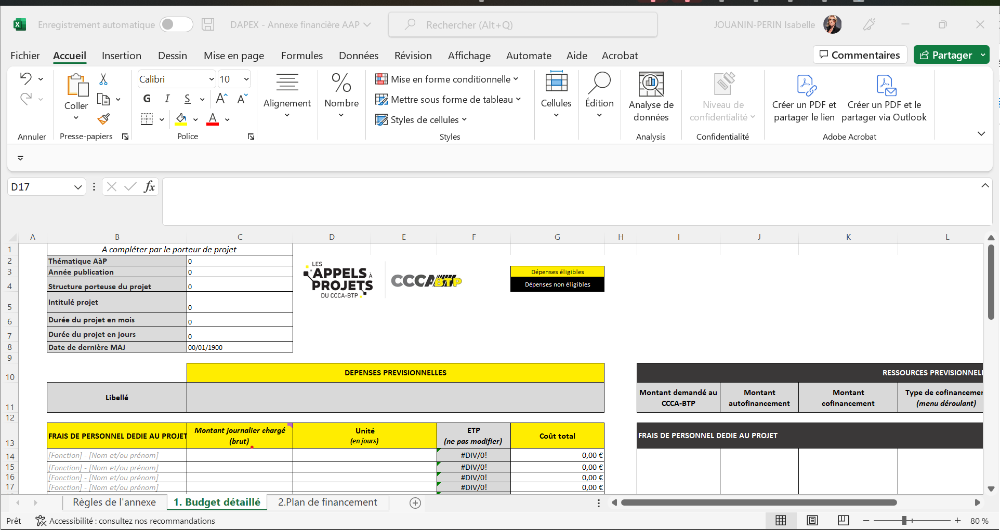 Enregistrement automatique
DAPEX - Annexe financière AAP
Rechercher (Alt+Q)
JOUANIN-PERIN Isabelle
Fichier Accueil Insertion Dessin Mise en page Formules Données Révision Affichage Automate Aide Acrobat
Commentaires
Partager
Coller
Calibri 10
G I S A A
A
Alignement
Nombre
Mise en forme conditionnelle
Mettre sous forme de tableau
Styles de cellules
Cellules
Édition
Analyse de
données
Niveau de
confidentialité
Créer un PDF et
partager le lien
Créer un PDF et le
partager via Outlook
Annuler Presse-papiers Police Styles Analysis Confidentialité Adobe Acrobat
D17
fx
A B C D E F G H I J K L
1 A compléter par le porteur de projet
2 Thématique AàP 0
3 Année publication 0
4 Structure porteuse du projet 0
5 Intitulé projet 0
6 Durée du projet en mois 0
7 Durée du projet en jours 0
8 Date de dernière MAJ 00/01/1900
LES
APPELS À
PROJETS
DU CCCA-BTP
CCCA BTP
Dépenses éligibles
Dépenses non éligibles
9
10 DEPENSES PREVISIONNELLES RESSOURCES PREVISIONNELL
11 Libellé
Montant demandé au
CCCA-BTP
Montant
autofinancement
Montant
cofinancement
Type de cofinancemen
(menu déroulant)
12
13 FRAIS DE PERSONNEL DEDIE AU PROJET
Montant journalier chargé
(brut)
Unité
(en jours)
ETP
(ne pas modifier)
Coût total
FRAIS DE PERSONNEL DEDIE AU PROJET
14 [Fonction] - [Nom et/ou prénom] #DIV/0! 0,00 €
15 [Fonction] - [Nom et/ou prénom] #DIV/0! 0,00 €
16 [Fonction] - [Nom et/ou prénom] #DIV/0! 0,00 €
17 [Fonction] - [Nom et/ou prénom] #DIV/0! 0,00 €
Règles de l'annexe 1. Budget détaillé 2.Plan de financement
Prêt Accessibilité : consultez nos recommandations 80 %